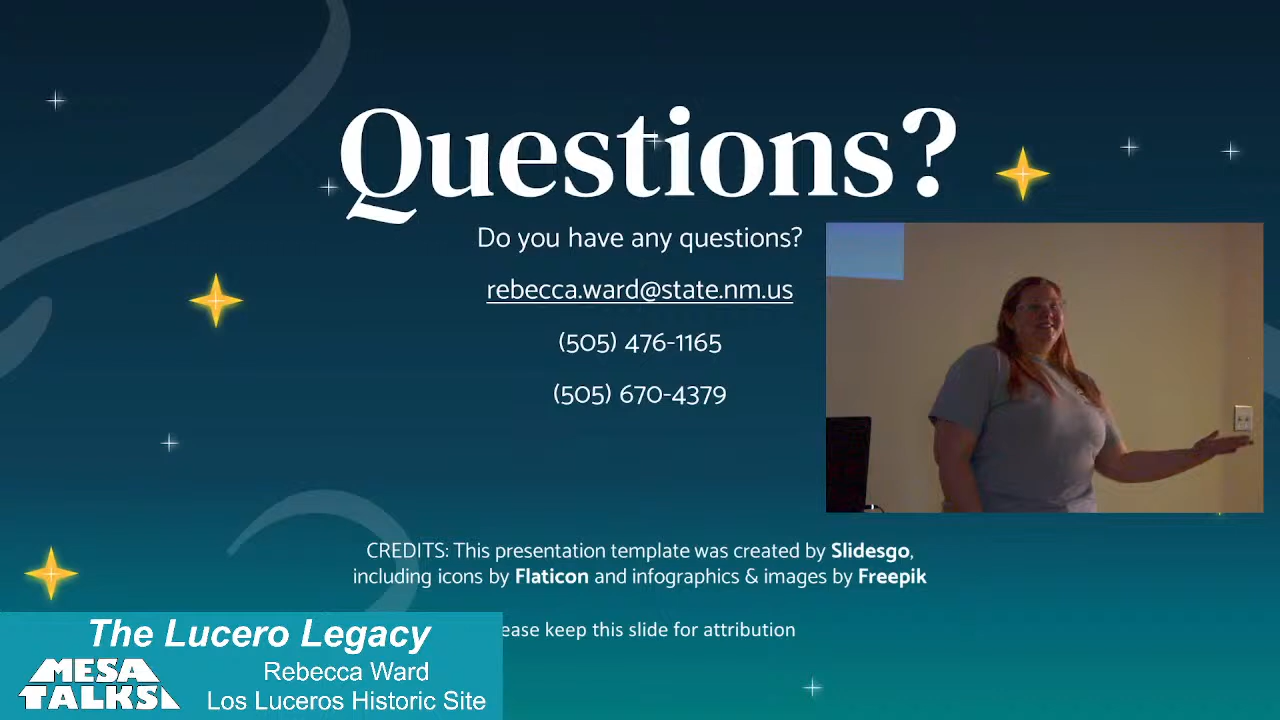 Questions?
Do you have any questions?
rebecca.ward@state.nm.us
(505) 476-1165
(505) 670-4379
CREDITS: This presentation template was created by Slidesgo,
including icons by Flaticon and infographics & images by Freepik
keep this slide for attribution
The Lucero Legacy
MESA
TALKS
Rebecca Ward
Los Luceros Historic Site